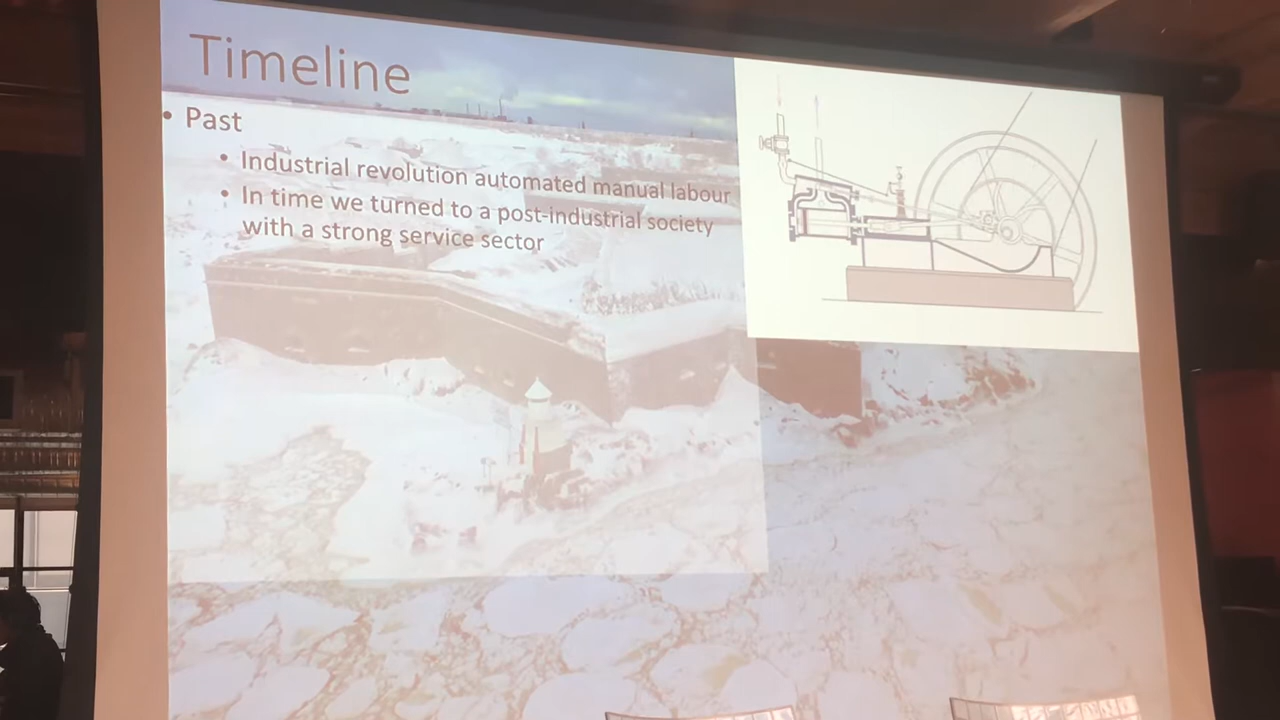 Timeline
• Past
• Industrial revolution automated manual labour
• In time we turned to a post-industrial society
with a strong service sector